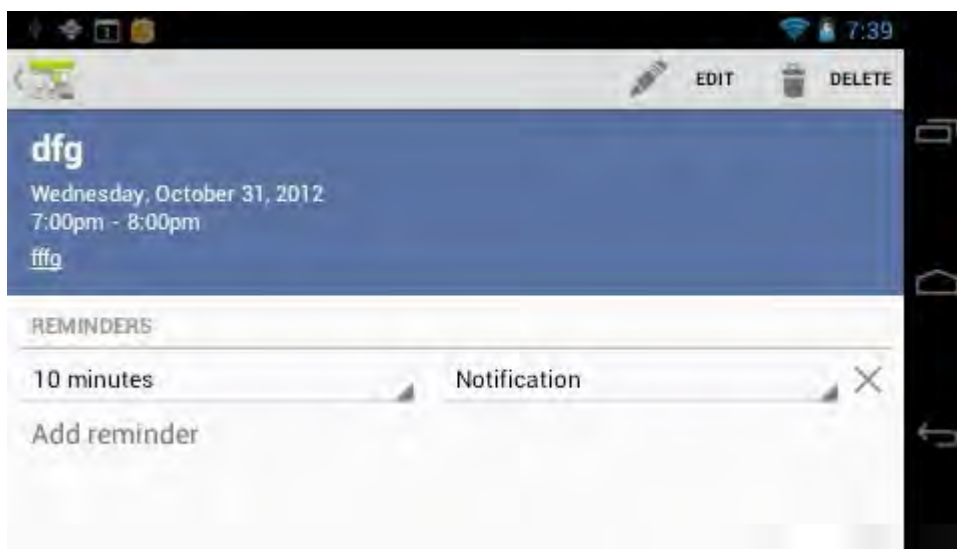 7:39
EDIT DELETE
dfg
Wednesday, October 31, 2012
7:00pm - 8:00pm
fffg
REMINDERS
10 minutes Notification
Add reminder